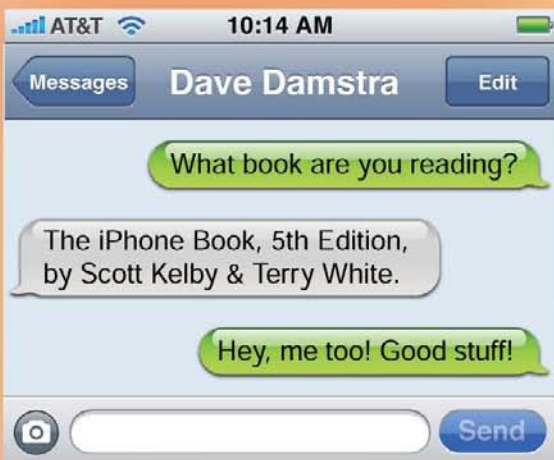 AT&T 10:14 AM
Messages Dave Damstra Edit
What book are you reading?
The iPhone Book, 5th Edition,
by Scott Kelby & Terry White.
Hey, me too! Good stuff!
Send